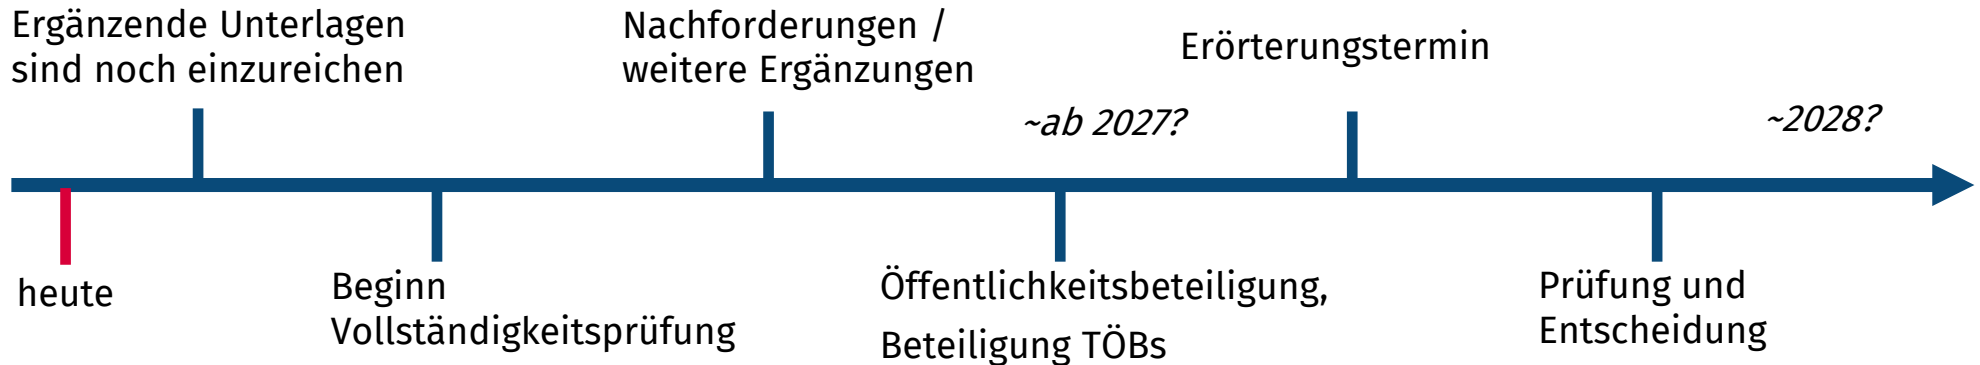 Ergänzende Unterlagen
sind noch einzureichen
Nachforderungen /
weitere Ergänzungen
Erörterungstermin
~ab 2027?
~2028?
heute
Beginn
Vollständigkeitsprüfung
Öffentlichkeitsbeteiligung,
Beteiligung TÖBs
Prüfung und
Entscheidung